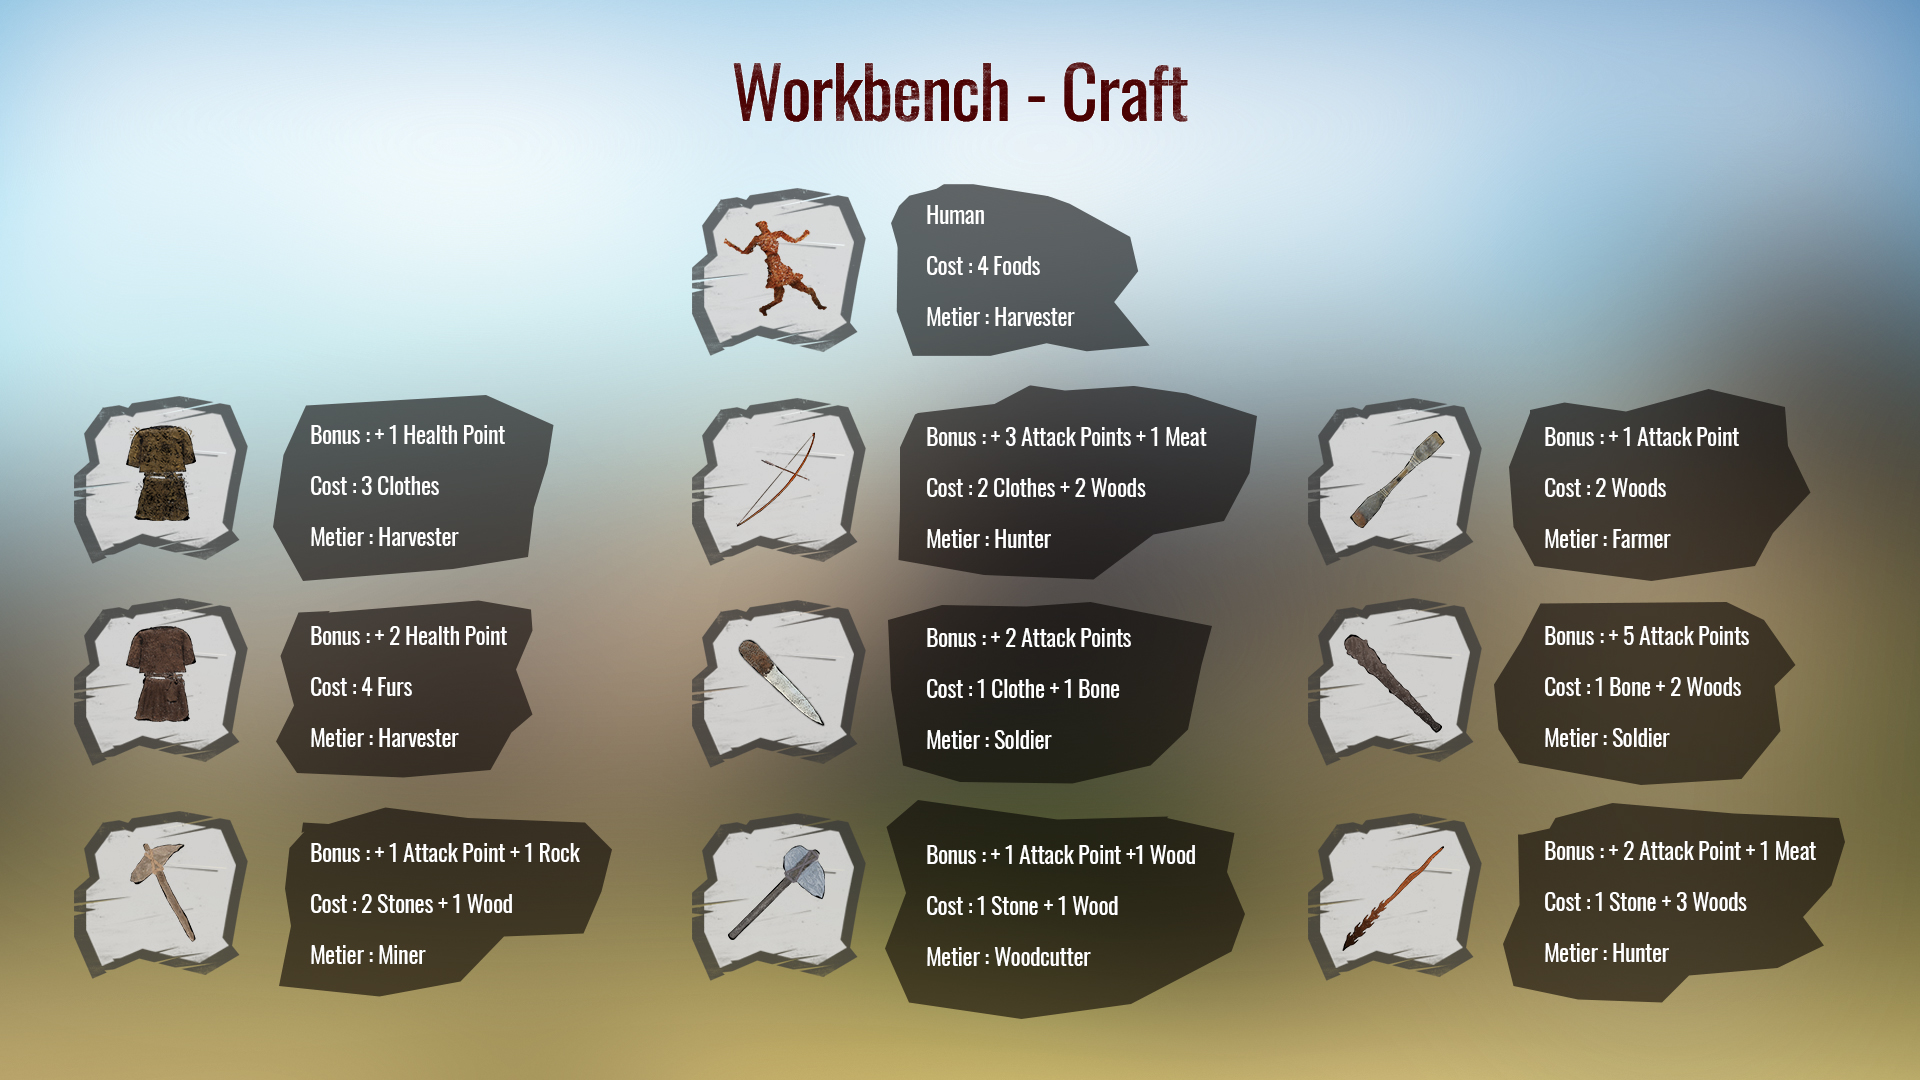 Workbench - Craft
Human
Cost : 4 Foods
Metier : Harvester
Bonus : + 1 Health Point
Cost : 3 Clothes
Metier : Harvester
Bonus : + 3 Attack Points + 1 Meat
Cost : 2 Clothes + 2 Woods
Metier : Hunter
Bonus : + 1 Attack Point
Cost : 2 Woods
Metier : Farmer
Bonus : + 2 Health Point
Cost : 4 Furs
Metier : Harvester
Bonus : + 2 Attack Points
Cost : 1 Clothe + 1 Bone
Metier : Soldier
Bonus : + 5 Attack Points
Cost : 1 Bone + 2 Woods
Metier : Soldier
Bonus : + 1 Attack Point + 1 Rock
Cost : 2 Stones + 1 Wood
Metier : Miner
Bonus : + 1 Attack Point +1 Wood
Cost : 1 Stone + 1 Wood
Metier : Woodcutter
Bonus : + 2 Attack Point + 1 Meat
Cost : 1 Stone + 3 Woods
Metier : Hunter